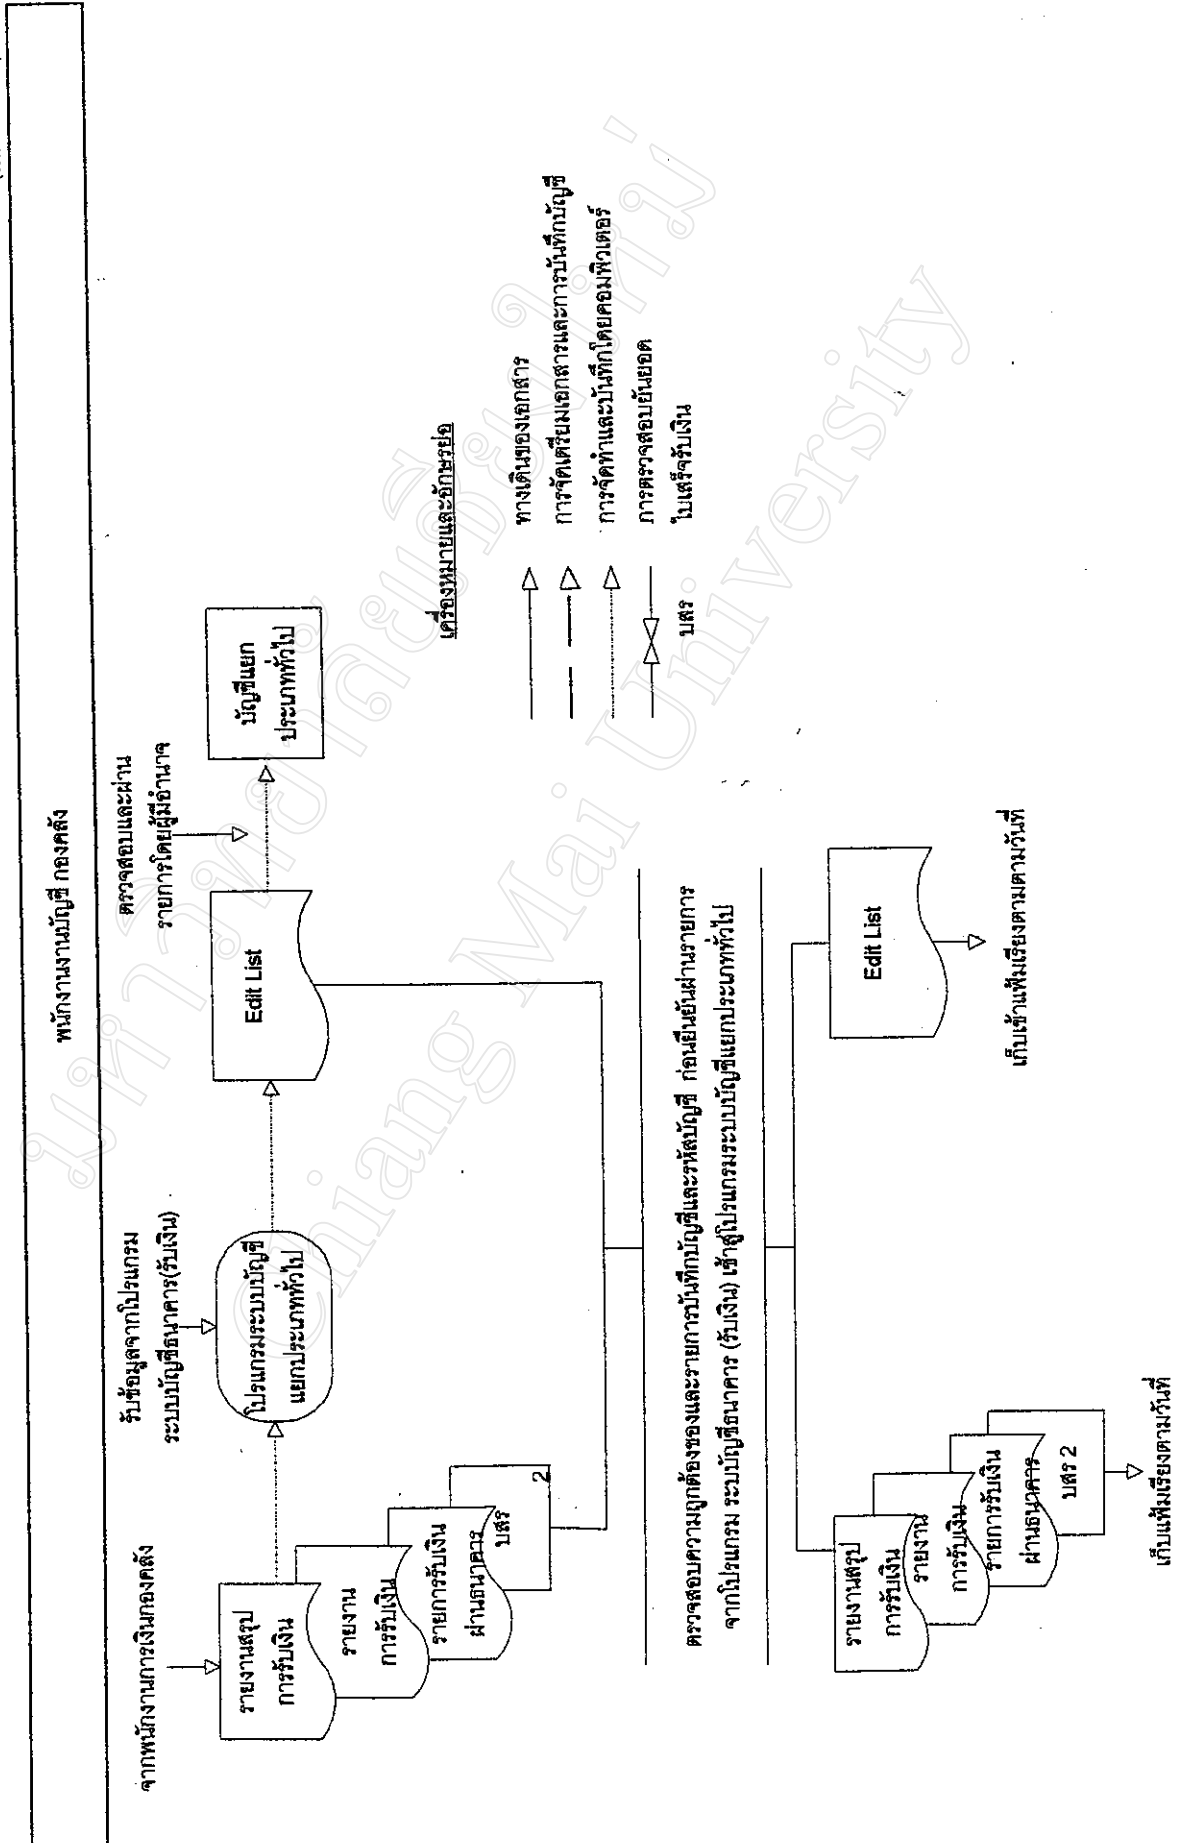 พนักงานบัญชี กองคลัง
จากพนักงานการเงินกองคลัง
รับข้อมูลจากโปรแกรม
ระบบบัญชีธนาคาร(รับเงิน)
ตรวจสอบและผ่าน
รายการโดยผู้มีอำนาจ
รายงานสรุป
การรับเงิน
รายงาน
การรับเงิน
รายการรับเงิน
ผ่านธนาคาร
บสร
2
โปรแกรมระบบบัญชี
แยกประเภททั่วไป
Edit List
บัญชีแยก
ประเภททั่วไป
เครื่องหมายและอักษรย่อ
ทางเดินของเอกสาร
การจัดเตรียมเอกสารและการบันทึกบัญชี
การจัดทำและบันทึกโดยคอมพิวเตอร์
การตรวจสอบยันยอด
บสร ใบเสร็จรับเงิน
ตรวจสอบความถูกต้องของและรายการบันทึกบัญชีและรหัสบัญชี ก่อนยืนยันผ่านรายการ
จากโปรแกรม ระบบบัญชีธนาคาร (รับเงิน) เข้าสู่โปรแกรมระบบบัญชีแยกประเภททั่วไป
รายงานสรุป
การรับเงิน
รายงาน
การรับเงิน
รายการรับเงิน
ผ่านธนาคาร
บสร 2
เก็บแฟ้มเรียงตามวันที่
Edit List
เก็บเข้าแฟ้มเรียงตามตามวันที่
มหาวิทยาลัยเชียงใหม่
Chiang Mai University